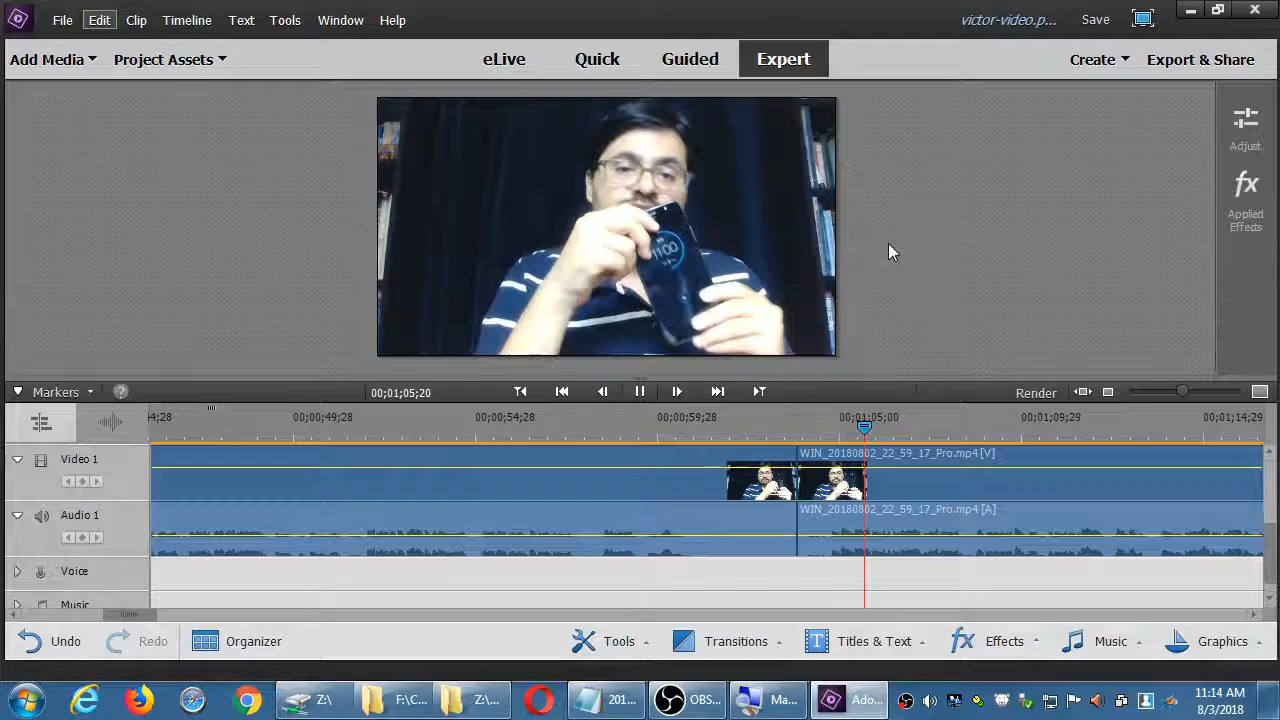 File Edit Clip Timeline Text Tools Window Help victor-video.p... Save
Add Media Project Assets eLive Quick Guided Expert Create Export & Share
Adjust
fx
Applied
Effects
1100
Markers ? 00;01;05;20 Render
4;28 00;00;49;28 00;00;54;28 00;00;59;28 00;01;05;00 00;01;09;29 00;01;14;29
Video 1 WIN_20180802_22_59_17_Pro.mp4 [V]
Audio 1 WIN_20180802_22_59_17_Pro.mp4 [A]
Voice
Music
Undo Redo Organizer Tools Transitions T Titles & Text fx Effects Music Graphics
Z:\ F:\C... Z:\... 201... OBS... Ma... Ado... 11:14 AM
8/3/2018